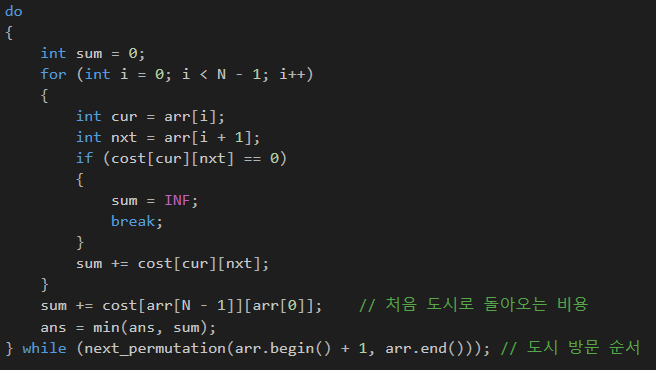 do
{
    int sum = 0;
    for (int i = 0; i < N - 1; i++)
    {
        int cur = arr[i];
        int nxt = arr[i + 1];
        if (cost[cur][nxt] == 0)
        {
            sum = INF;
            break;
        }
        sum += cost[cur][nxt];
    }
    sum += cost[arr[N - 1]][arr[0]];    // 처음 도시로 돌아오는 비용
    ans = min(ans, sum);
} while (next_permutation(arr.begin() + 1, arr.end())); // 도시 방문 순서